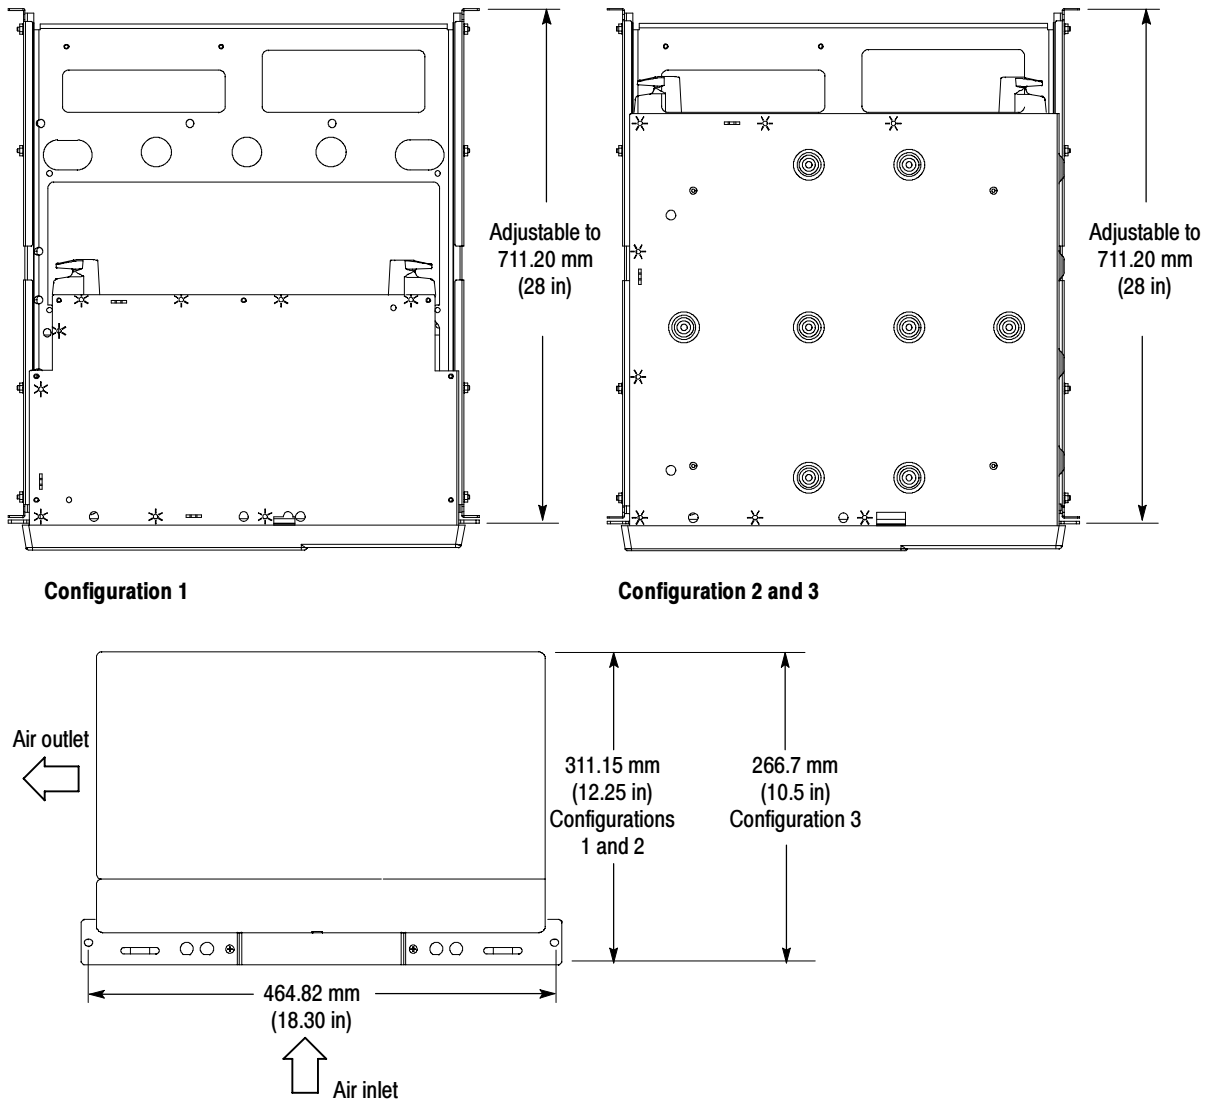 Adjustable to
711.20 mm
(28 in)
Adjustable to
711.20 mm
(28 in)
Configuration 1
Configuration 2 and 3
Air outlet
311.15 mm
(12.25 in)
Configurations
1 and 2
266.7 mm
(10.5 in)
Configuration 3
464.82 mm
(18.30 in)
Air inlet